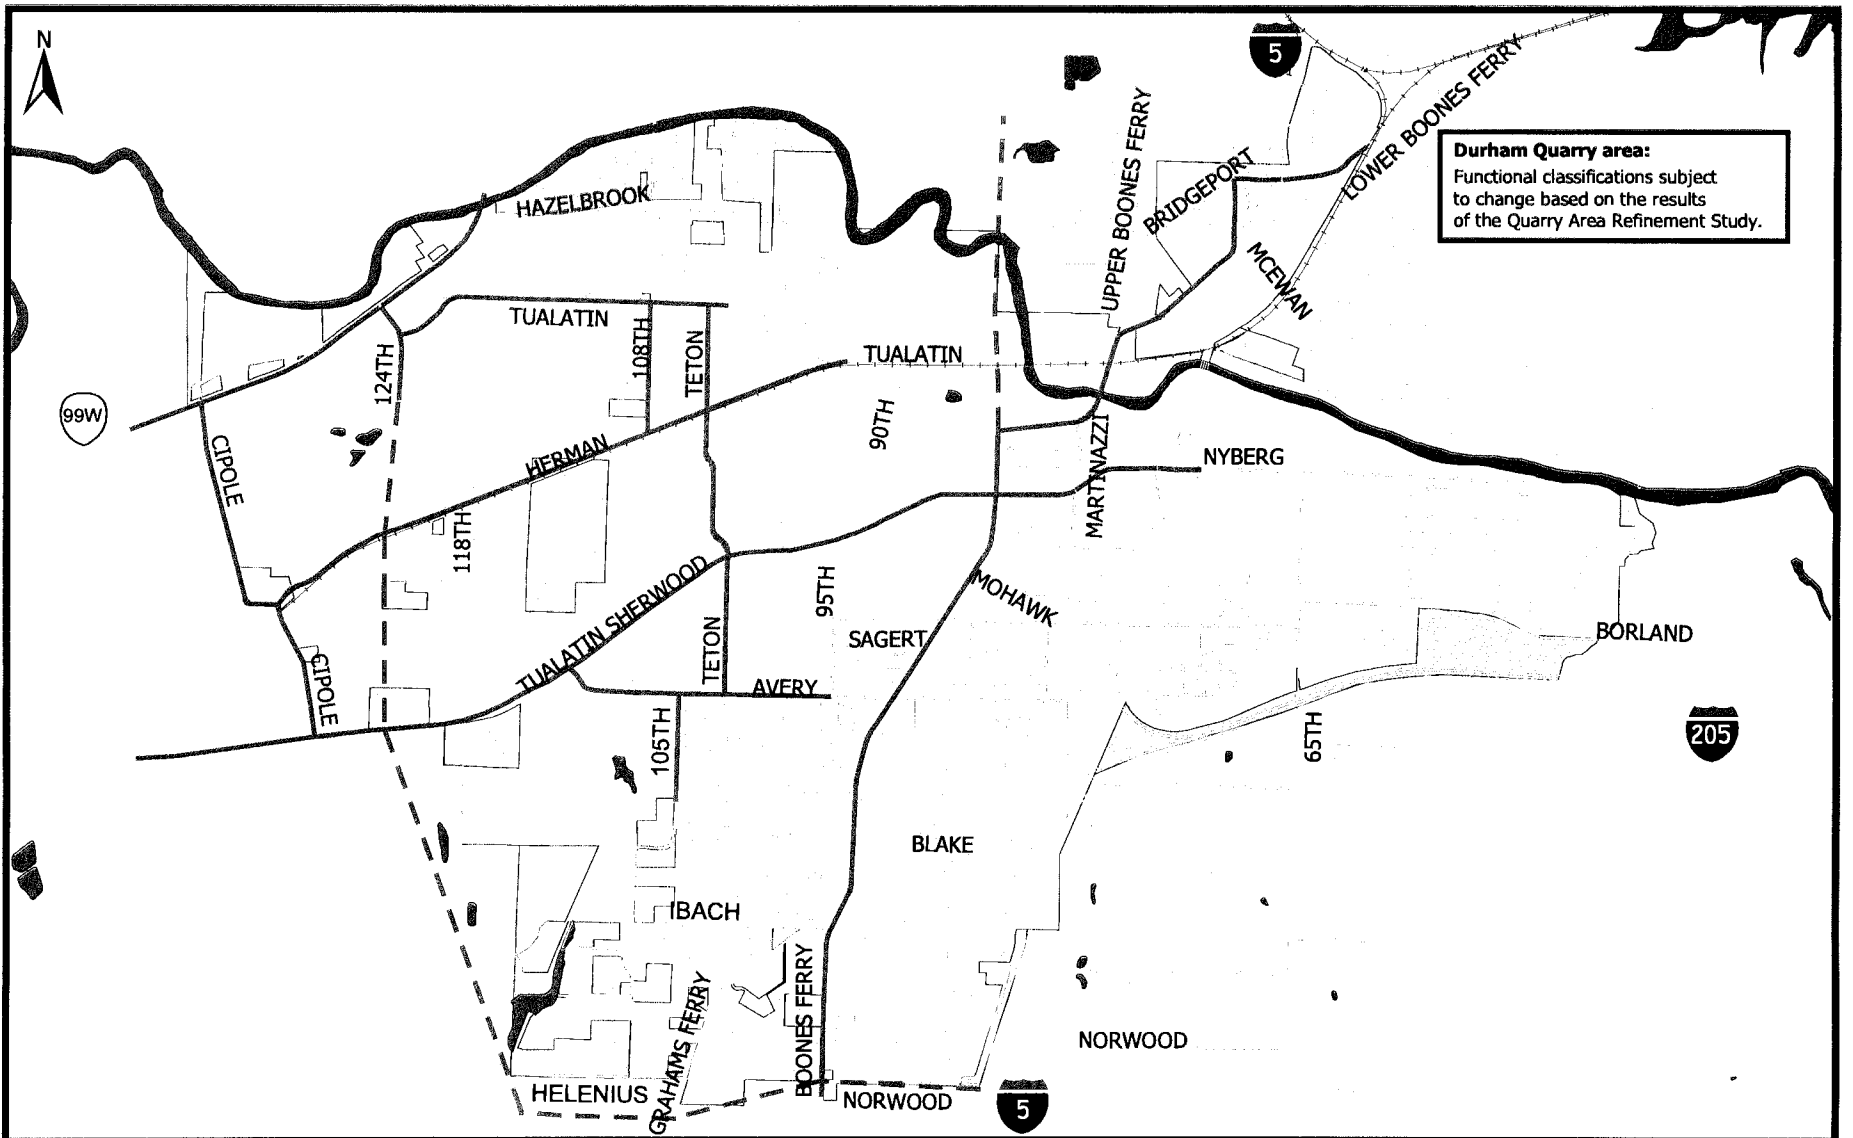 N
5
UPPER BOONES FERRY
LOWER BOONES FERRY
BRIDGEPORT
MCEWAN
Durham Quarry area:
Functional classifications subject
to change based on the results
of the Quarry Area Refinement Study.
HAZELBROOK
TUALATIN
108TH
TETON
124TH
TUALATIN
99W
CIPOLE
HERMAN
90TH
MARTINAZZI
NYBERG
118TH
TUALATIN SHERWOOD
95TH
MOHAWK
SAGERT
BORLAND
CIPOLE
TETON
AVERY
105TH
65TH
205
BLAKE
IBACH
GRAHAMS FERRY
BOONES FERRY
NORWOOD
HELENIUS
NORWOOD
5